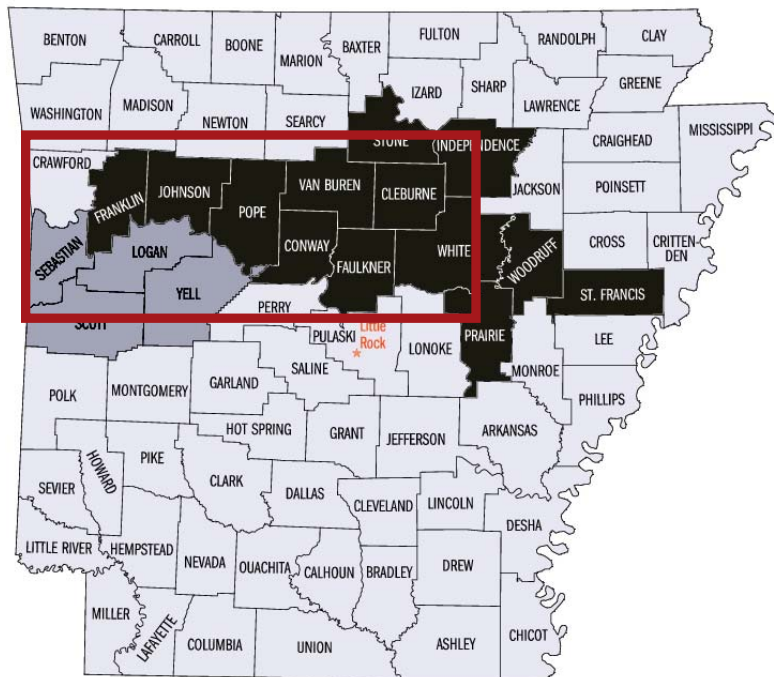 BENTON
CARROLL
BOONE
MARION
BAXTER
FULTON
RANDOLPH
CLAY
IZARD
SHARP
GREENE
WASHINGTON
MADISON
NEWTON
SEARCY
STONE
INDEPENDENCE
LAWRENCE
CRAIGHEAD
MISSISSIPPI
CRAWFORD
FRANKLIN
JOHNSON
POPE
VAN BUREN
CLEBURNE
JACKSON
POINSETT
SEBASTIAN
LOGAN
CONWAY
FAULKNER
WHITE
WOODRUFF
CROSS
CRITTEN-
DEN
YELL
ST. FRANCIS
SCOTT
PERRY
PULASKI
Little
Rock
LONOKE
PRAIRIE
LEE
POLK
MONTGOMERY
GARLAND
SALINE
MONROE
PHILLIPS
HOT SPRING
GRANT
JEFFERSON
ARKANSAS
HOWARD
PIKE
CLARK
SEVIER
DALLAS
CLEVELAND
LINCOLN
DESHA
LITTLE RIVER
HEMPSTEAD
NEVADA
OUACHITA
CALHOUN
BRADLEY
DREW
MILLER
LAFAYETTE
COLUMBIA
UNION
ASHLEY
CHICOT